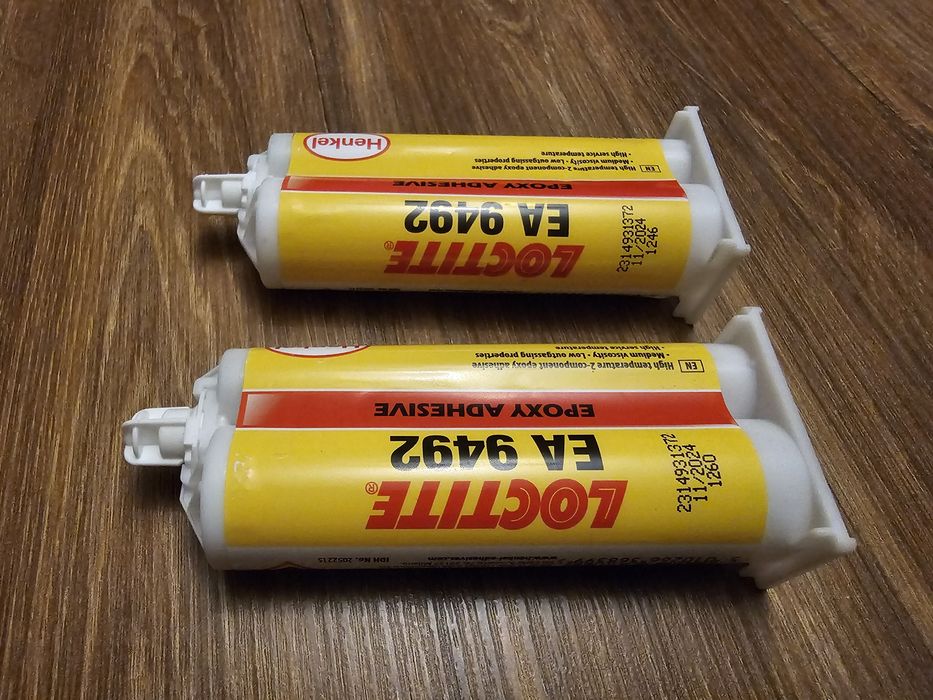 LOCTITE®
EA 9492
EPOXY ADHESIVE
EN High temperature 2-component epoxy adhesive
• Medium viscosity • Low outgassing properties
• High service temperature
Henkel
2314931372
11/2024
1246
LOCTITE®
EA 9492
EPOXY ADHESIVE
EN High temperature 2-component epoxy adhesive
• Medium viscosity • Low outgassing properties
• High service temperature
2314931372
11/2024
1260
IDH No. 2052215